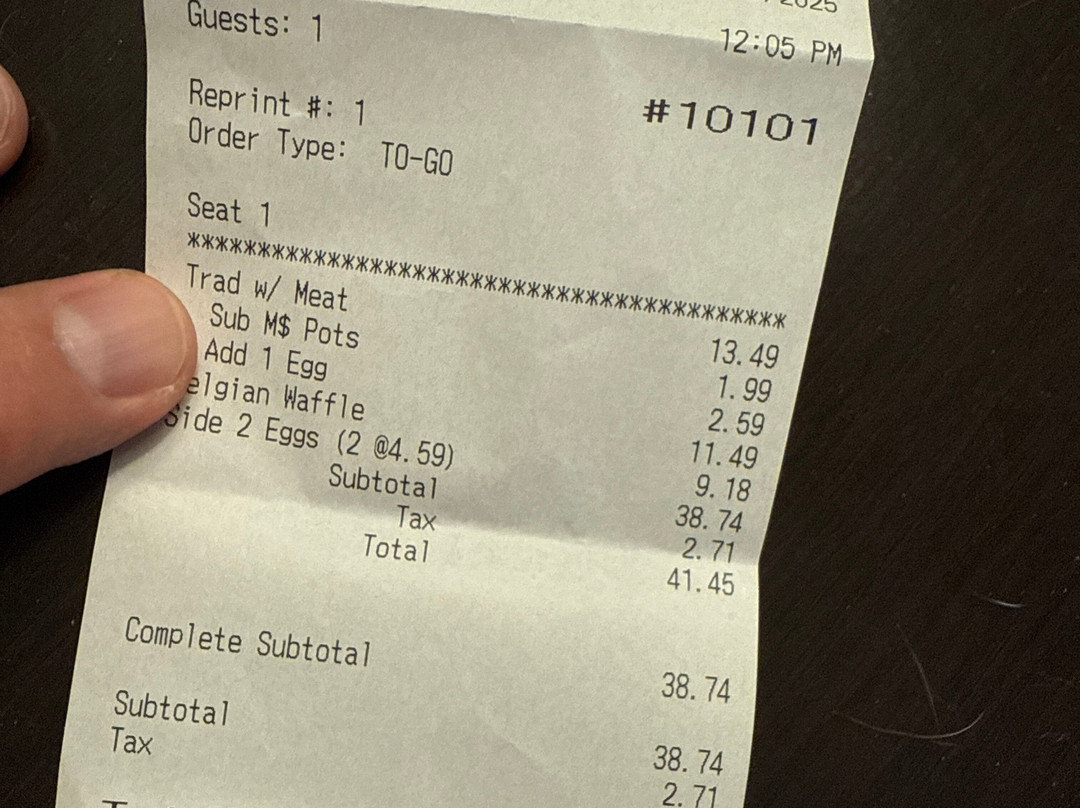 2025
Guests: 1 12:05 PM
Reprint #: 1 #10101
Order Type: TO-GO
Seat 1
*******************************************
Trad w/ Meat 13.49
Sub M$ Pots 1.99
Add 1 Egg 2.59
elgian Waffle 11.49
Side 2 Eggs (2 @4.59) 9.18
Subtotal 38.74
Tax 2.71
Total 41.45
Complete Subtotal 38.74
Subtotal 38.74
Tax 2.71